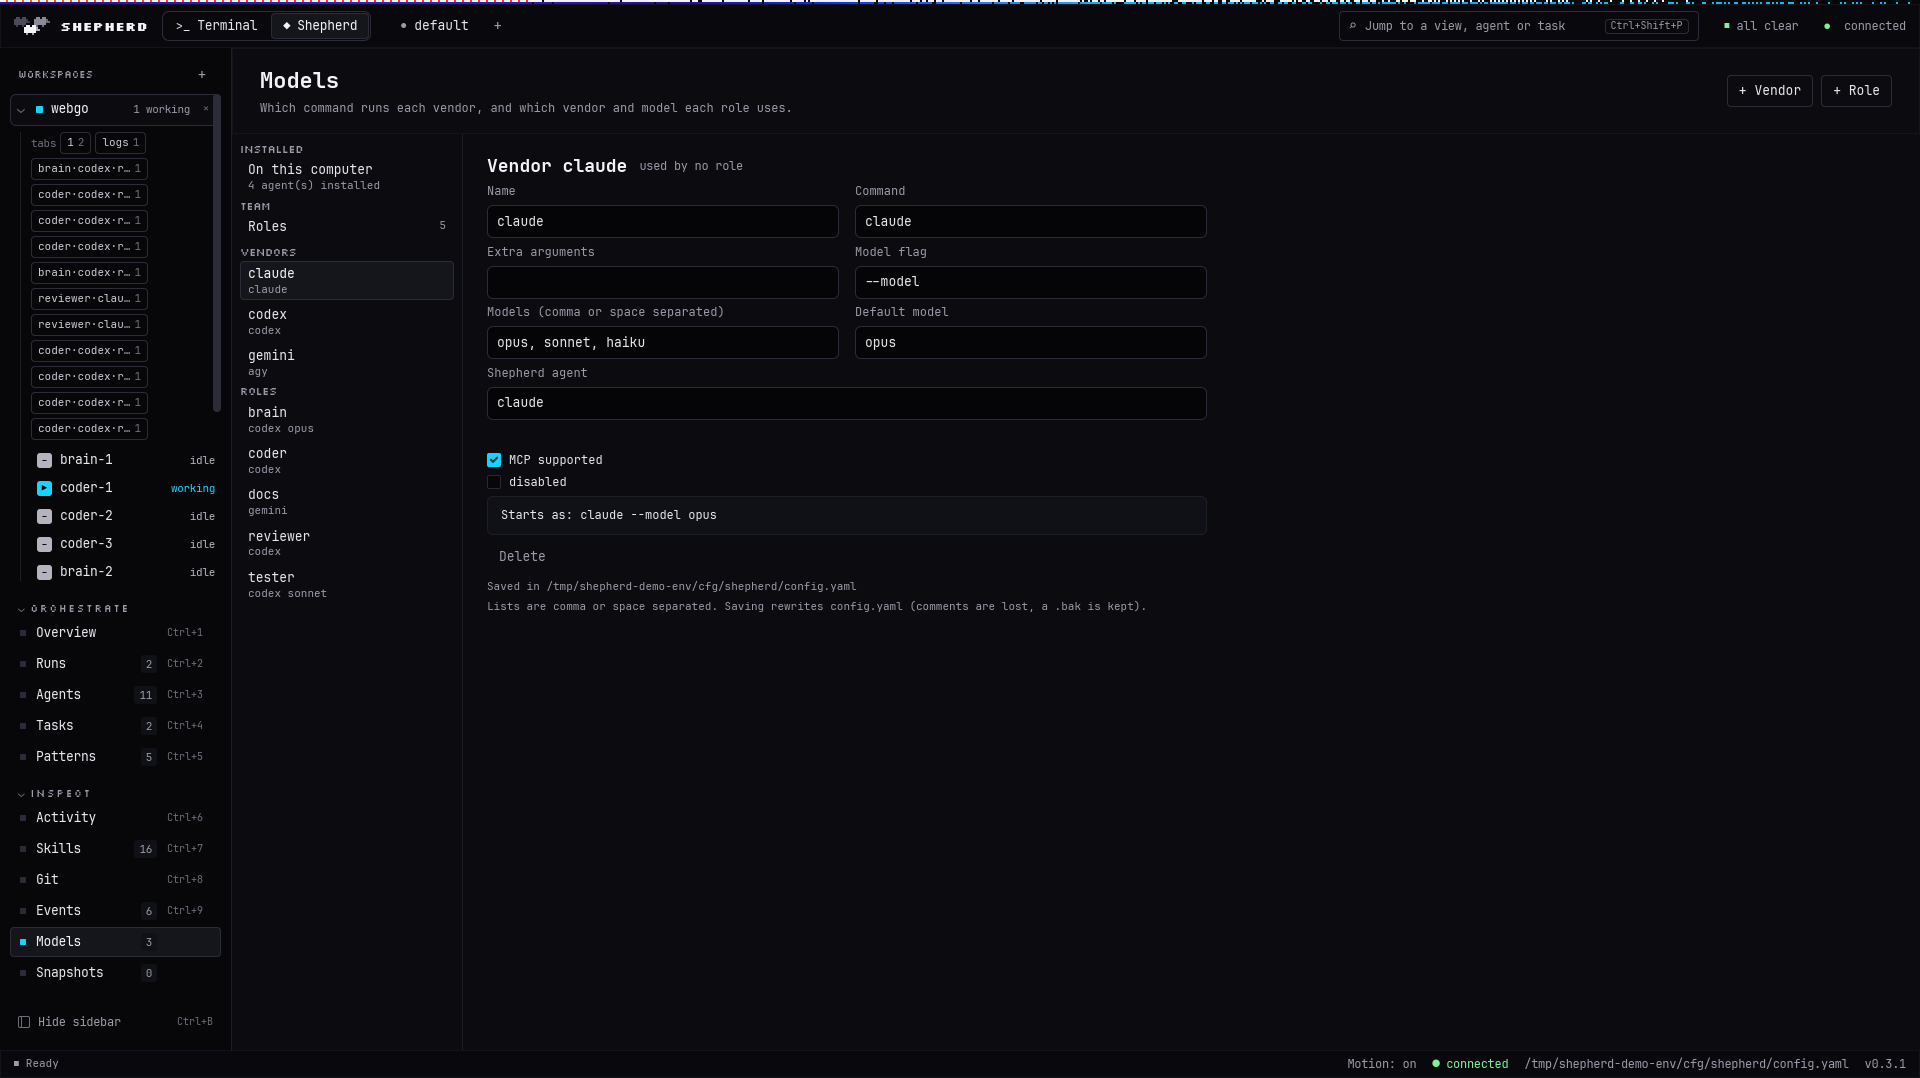 SHEPHERD
>_ Terminal
◆ Shepherd
● default
+
Jump to a view, agent or task
Ctrl+Shift+P
all clear
connected
WORKSPACES
+
webgo
1 working
×
tabs
1 2
logs 1
brain·codex·r… 1
coder·codex·r… 1
coder·codex·r… 1
coder·codex·r… 1
brain·codex·r… 1
reviewer·clau… 1
reviewer·clau… 1
coder·codex·r… 1
coder·codex·r… 1
coder·codex·r… 1
coder·codex·r… 1
brain-1 idle
coder-1 working
coder-2 idle
coder-3 idle
brain-2 idle
ORCHESTRATE
Overview Ctrl+1
Runs 2 Ctrl+2
Agents 11 Ctrl+3
Tasks 2 Ctrl+4
Patterns 5 Ctrl+5
INSPECT
Activity Ctrl+6
Skills 16 Ctrl+7
Git Ctrl+8
Events 6 Ctrl+9
Models 3
Snapshots 0
Hide sidebar Ctrl+B
Models
Which command runs each vendor, and which vendor and model each role uses.
+ Vendor
+ Role
INSTALLED
On this computer
4 agent(s) installed
TEAM
Roles 5
VENDORS
claude
claude
codex
codex
gemini
agy
ROLES
brain
codex opus
coder
codex
docs
gemini
reviewer
codex
tester
codex sonnet
Vendor claude used by no role
Name
claude
Command
claude
Extra arguments
Model flag
--model
Models (comma or space separated)
opus, sonnet, haiku
Default model
opus
Shepherd agent
claude
MCP supported
disabled
Starts as: claude --model opus
Delete
Saved in /tmp/shepherd-demo-env/cfg/shepherd/config.yaml
Lists are comma or space separated. Saving rewrites config.yaml (comments are lost, a .bak is kept).
Ready
Motion: on
connected
/tmp/shepherd-demo-env/cfg/shepherd/config.yaml
v0.3.1